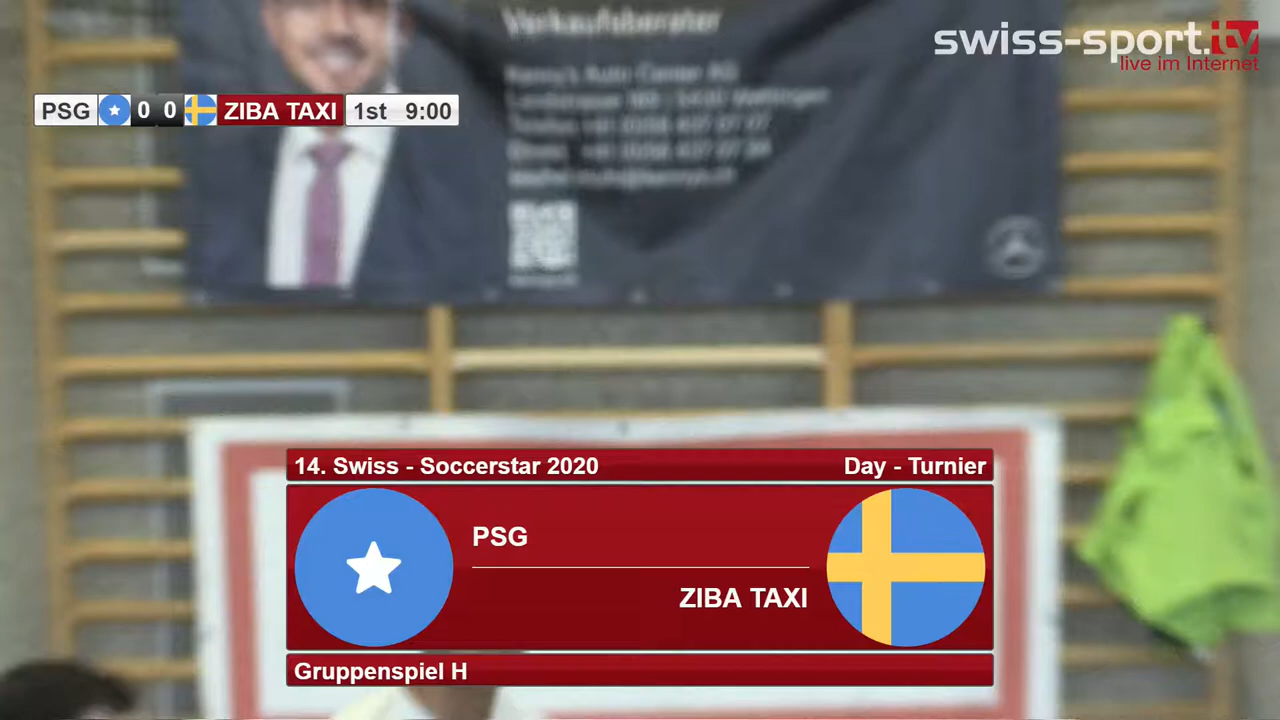 Verkaufsberater
swiss-sport.tv
live im Internet
PSG 0 0 ZIBA TAXI 1st 9:00
14. Swiss - Soccerstar 2020 Day - Turnier
PSG
ZIBA TAXI
Gruppenspiel H